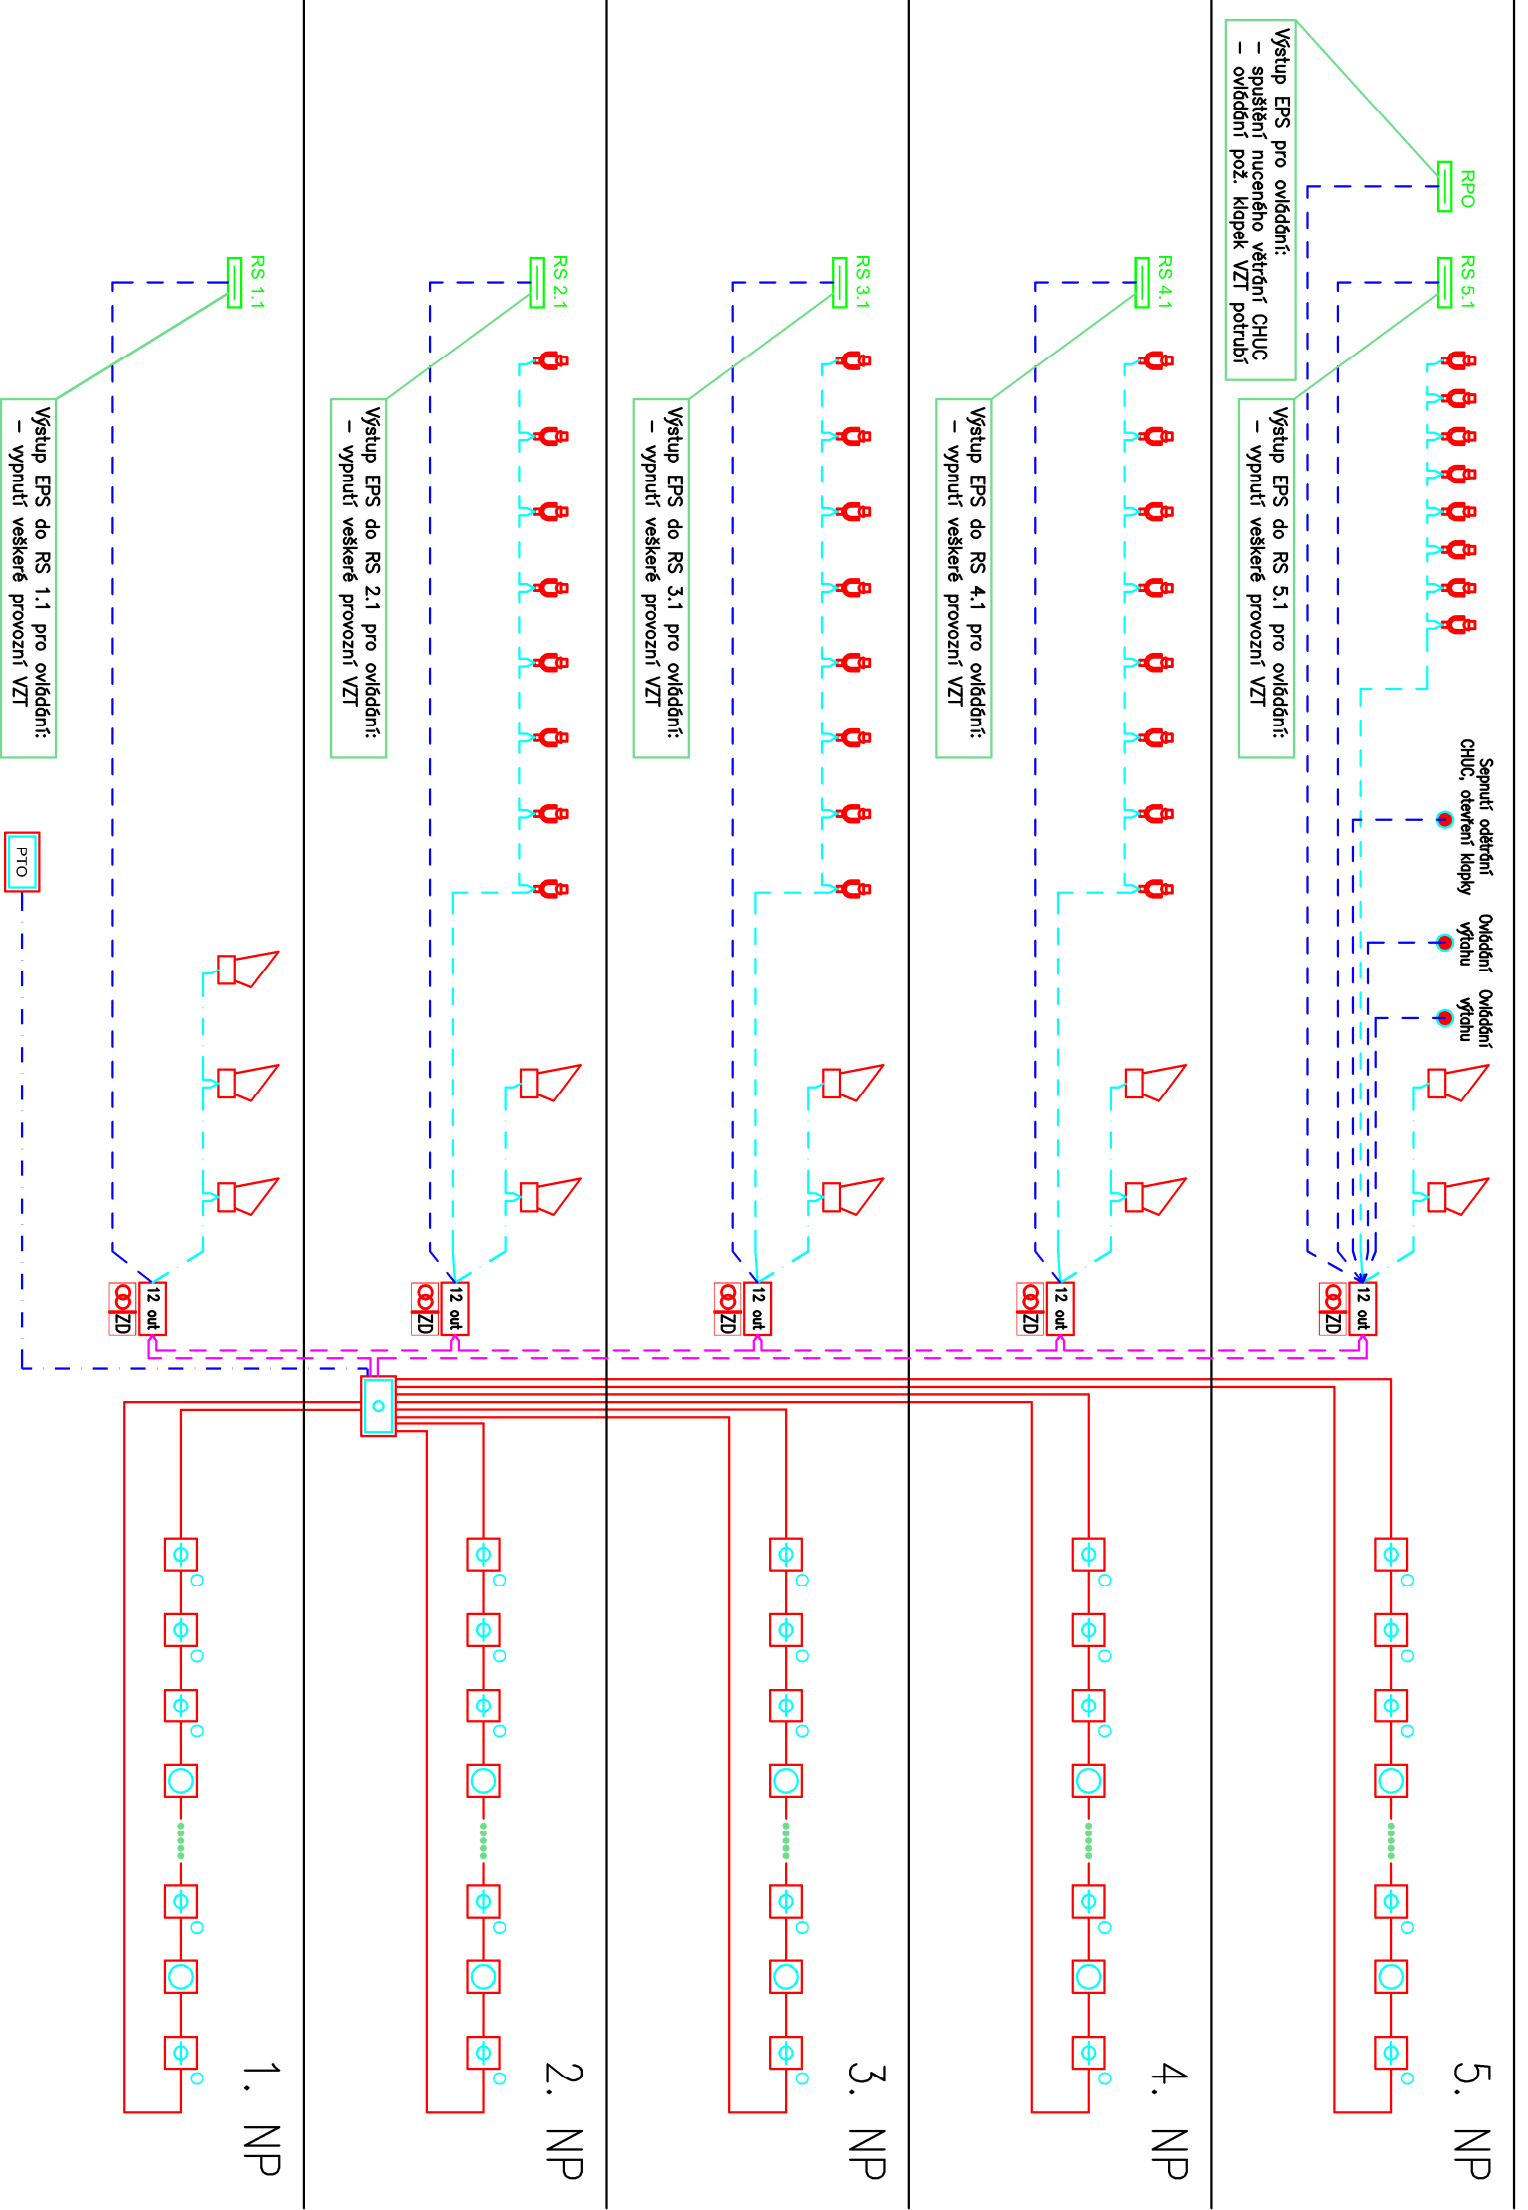 RPO
RS 5.1
Výstup EPS pro ovládání:
– spuštění nuceného větrání CHUC
– ovládání pož. klapek VZT potrubí
Výstup EPS do RS 5.1 pro ovládání:
– vypnutí veškeré provozní VZT
Sepnutí odětrání
CHUC, otevření klapky
Ovládání
výtahu
Ovládání
výtahu
12 out
ZD
5. NP
RS 4.1
Výstup EPS do RS 4.1 pro ovládání:
– vypnutí veškeré provozní VZT
12 out
ZD
4. NP
RS 3.1
Výstup EPS do RS 3.1 pro ovládání:
– vypnutí veškeré provozní VZT
12 out
ZD
3. NP
RS 2.1
Výstup EPS do RS 2.1 pro ovládání:
– vypnutí veškeré provozní VZT
12 out
ZD
2. NP
RS 1.1
Výstup EPS do RS 1.1 pro ovládání:
– vypnutí veškeré provozní VZT
PTO
12 out
ZD
1. NP